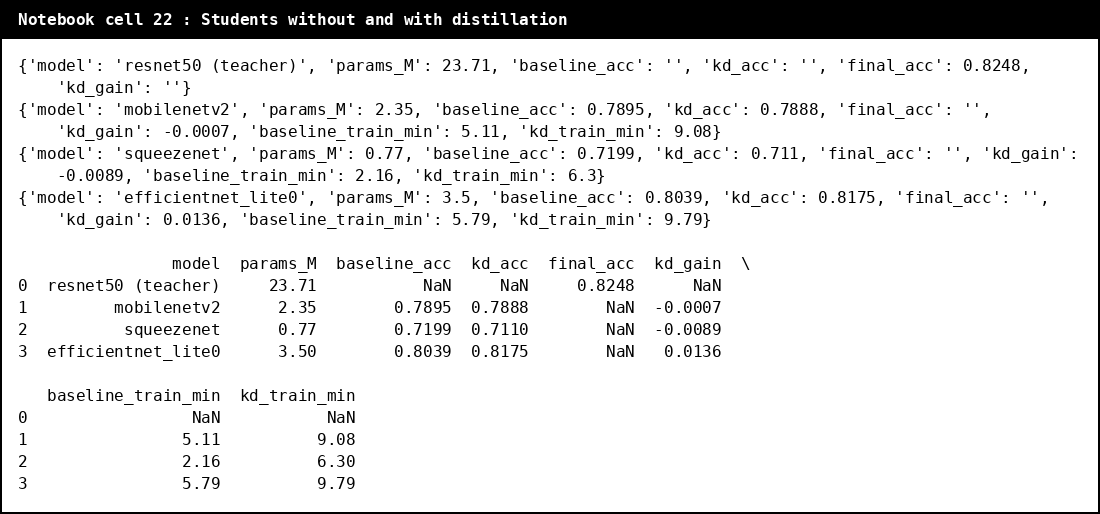 Notebook cell 22 : Students without and with distillation
{'model': 'resnet50 (teacher)', 'params_M': 23.71, 'baseline_acc': '', 'kd_acc': '', 'final_acc': 0.8248,
    'kd_gain': ''}
{'model': 'mobilenetv2', 'params_M': 2.35, 'baseline_acc': 0.7895, 'kd_acc': 0.7888, 'final_acc': '',
    'kd_gain': -0.0007, 'baseline_train_min': 5.11, 'kd_train_min': 9.08}
{'model': 'squeezenet', 'params_M': 0.77, 'baseline_acc': 0.7199, 'kd_acc': 0.711, 'final_acc': '', 'kd_gain':
    -0.0089, 'baseline_train_min': 2.16, 'kd_train_min': 6.3}
{'model': 'efficientnet_lite0', 'params_M': 3.5, 'baseline_acc': 0.8039, 'kd_acc': 0.8175, 'final_acc': '',
    'kd_gain': 0.0136, 'baseline_train_min': 5.79, 'kd_train_min': 9.79}

                model  params_M  baseline_acc  kd_acc  final_acc  kd_gain  \
0  resnet50 (teacher)     23.71           NaN     NaN     0.8248      NaN
1         mobilenetv2      2.35        0.7895  0.7888        NaN  -0.0007
2          squeezenet      0.77        0.7199  0.7110        NaN  -0.0089
3  efficientnet_lite0      3.50        0.8039  0.8175        NaN   0.0136

   baseline_train_min  kd_train_min
0                 NaN           NaN
1                5.11          9.08
2                2.16          6.30
3                5.79          9.79